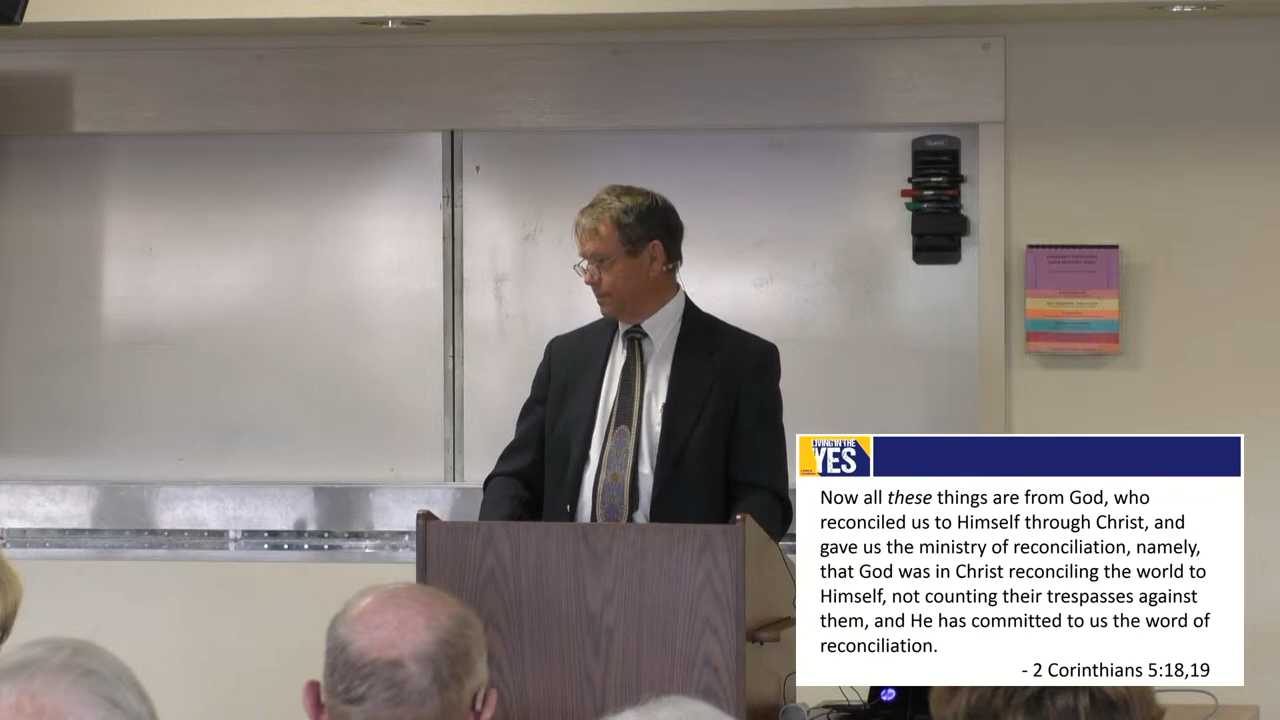 LIVING IN THE
YES
Now all these things are from God, who
reconciled us to Himself through Christ, and
gave us the ministry of reconciliation, namely,
that God was in Christ reconciling the world to
Himself, not counting their trespasses against
them, and He has committed to us the word of
reconciliation.
- 2 Corinthians 5:18,19